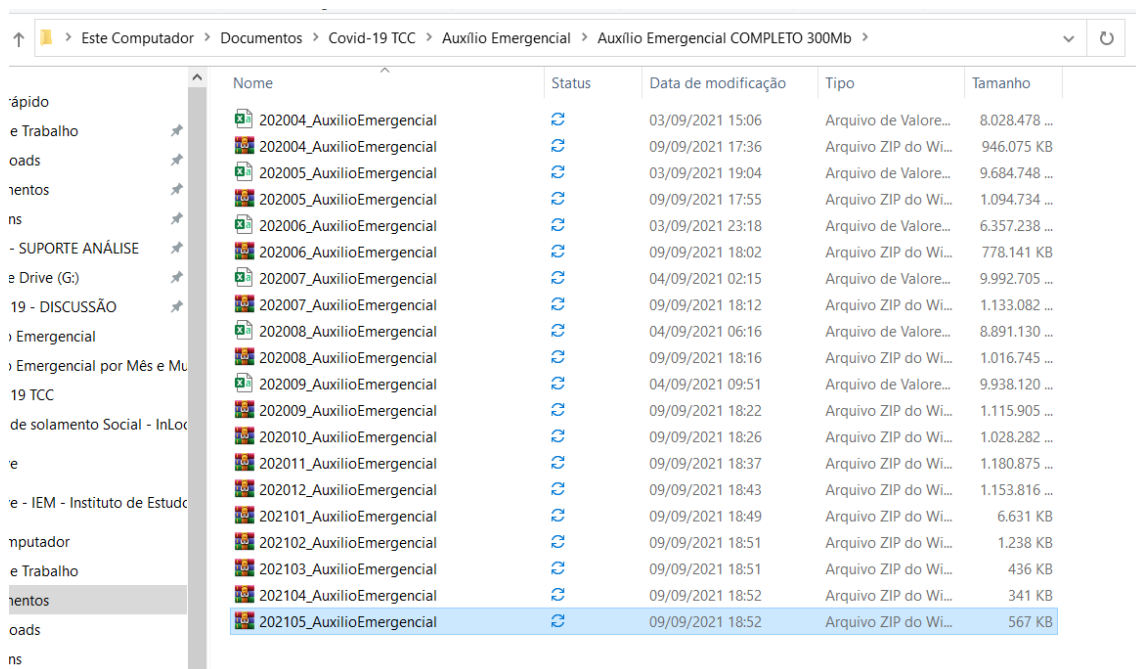 Este Computador > Documentos > Covid-19 TCC > Auxílio Emergencial > Auxílio Emergencial COMPLETO 300Mb >
Nome Status Data de modificação Tipo Tamanho
202004_AuxilioEmergencial 03/09/2021 15:06 Arquivo de Valore... 8.028.478 ...
202004_AuxilioEmergencial 09/09/2021 17:36 Arquivo ZIP do Wi... 946.075 KB
202005_AuxilioEmergencial 03/09/2021 19:04 Arquivo de Valore... 9.684.748 ...
202005_AuxilioEmergencial 09/09/2021 17:55 Arquivo ZIP do Wi... 1.094.734 ...
202006_AuxilioEmergencial 03/09/2021 23:18 Arquivo de Valore... 6.357.238 ...
202006_AuxilioEmergencial 09/09/2021 18:02 Arquivo ZIP do Wi... 778.141 KB
202007_AuxilioEmergencial 04/09/2021 02:15 Arquivo de Valore... 9.992.705 ...
202007_AuxilioEmergencial 09/09/2021 18:12 Arquivo ZIP do Wi... 1.133.082 ...
202008_AuxilioEmergencial 04/09/2021 06:16 Arquivo de Valore... 8.891.130 ...
202008_AuxilioEmergencial 09/09/2021 18:16 Arquivo ZIP do Wi... 1.016.745 ...
202009_AuxilioEmergencial 04/09/2021 09:51 Arquivo de Valore... 9.938.120 ...
202009_AuxilioEmergencial 09/09/2021 18:22 Arquivo ZIP do Wi... 1.115.905 ...
202010_AuxilioEmergencial 09/09/2021 18:26 Arquivo ZIP do Wi... 1.028.282 ...
202011_AuxilioEmergencial 09/09/2021 18:37 Arquivo ZIP do Wi... 1.180.875 ...
202012_AuxilioEmergencial 09/09/2021 18:43 Arquivo ZIP do Wi... 1.153.816 ...
202101_AuxilioEmergencial 09/09/2021 18:49 Arquivo ZIP do Wi... 6.631 KB
202102_AuxilioEmergencial 09/09/2021 18:51 Arquivo ZIP do Wi... 1.238 KB
202103_AuxilioEmergencial 09/09/2021 18:51 Arquivo ZIP do Wi... 436 KB
202104_AuxilioEmergencial 09/09/2021 18:52 Arquivo ZIP do Wi... 341 KB
202105_AuxilioEmergencial 09/09/2021 18:52 Arquivo ZIP do Wi... 567 KB
rápido
e Trabalho
oads
nentos
ns
- SUPORTE ANÁLISE
e Drive (G:)
19 - DISCUSSÃO
Emergencial
Emergencial por Mês e Mu
19 TCC
de solamento Social - InLoc
ve
ve - IEM - Instituto de Estudo
mputador
e Trabalho
nentos
oads
ns